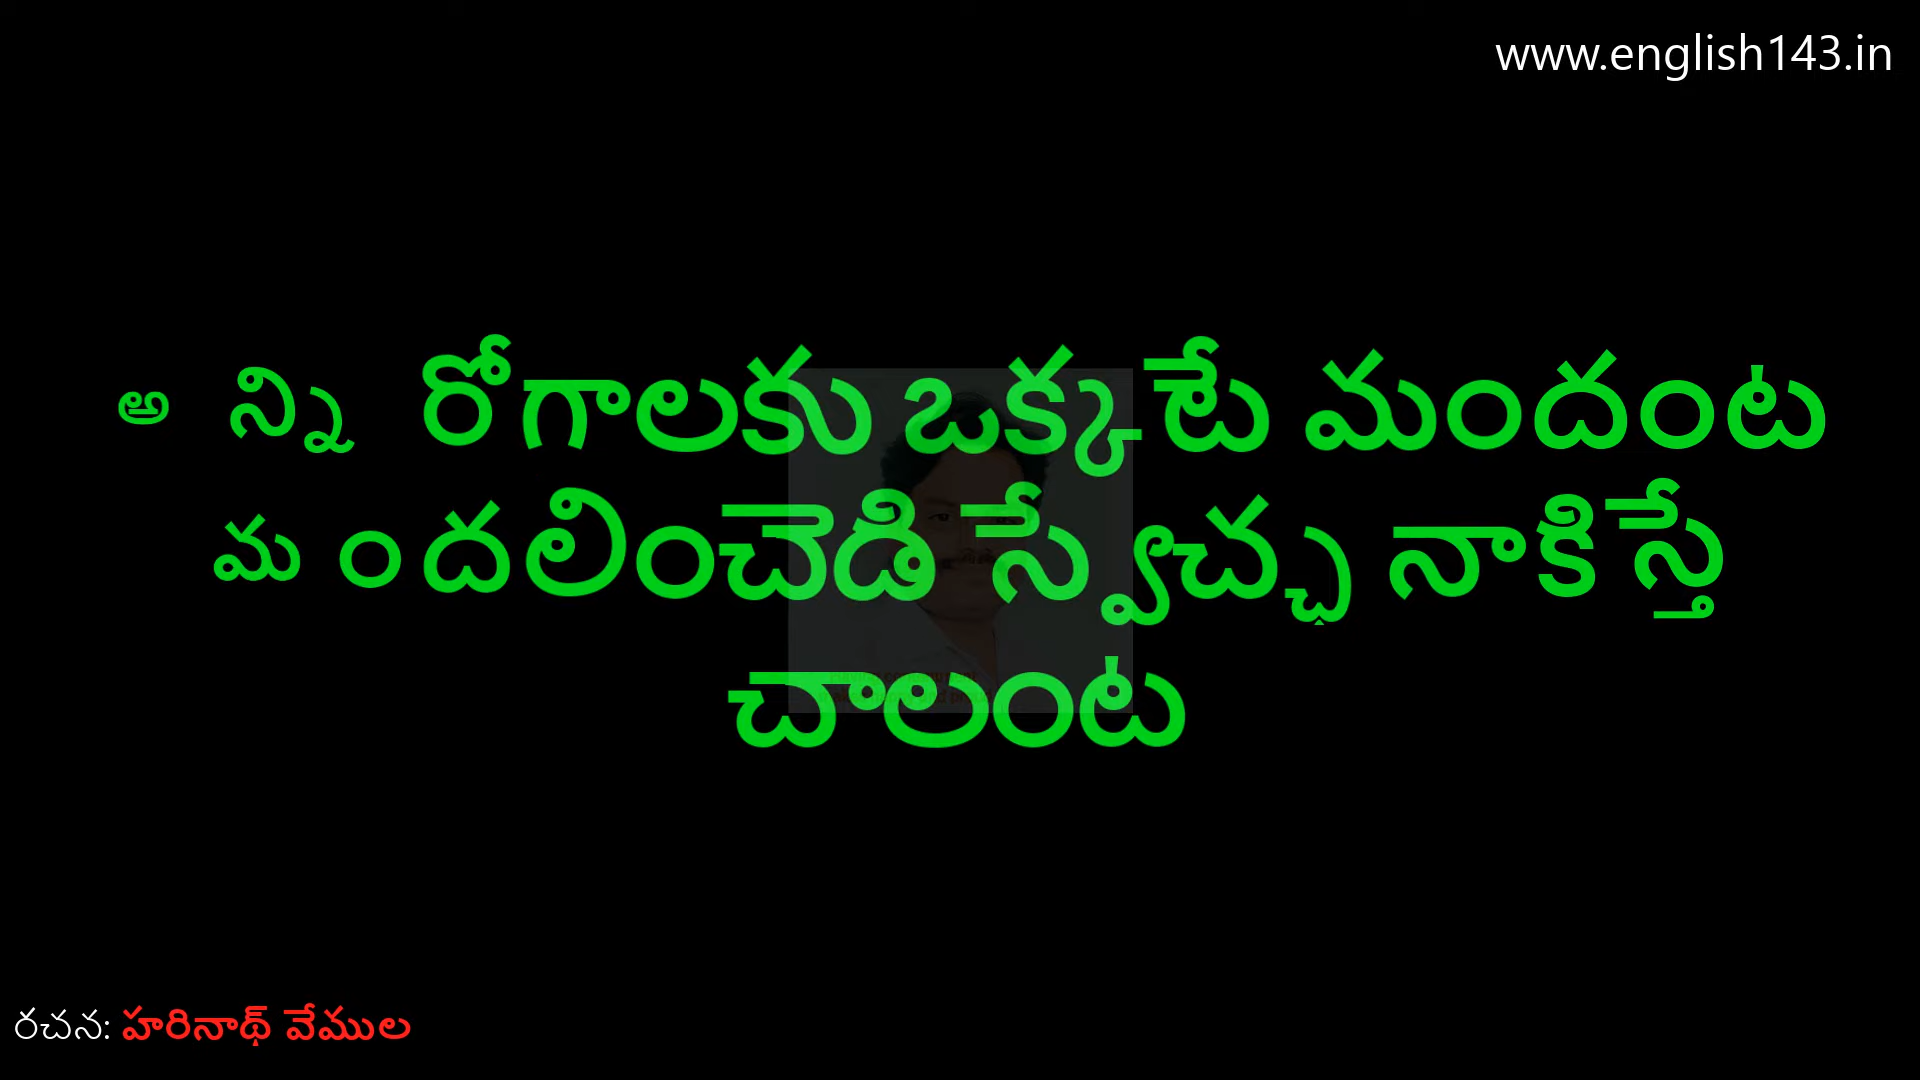 www.english143.in
అన్ని రోగాలకు ఒక్కటే మందంట
మందలించెడి స్వేచ్ఛ నాకిస్తే
చాలంట
రచన: హరినాథ్ వేముల